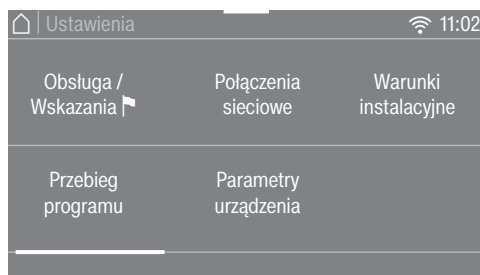 Ustawienia 11:02
Obsługa / Połączenia Warunki
Wskazania sieciowe instalacyjne
Przebieg Parametry
programu urządzenia